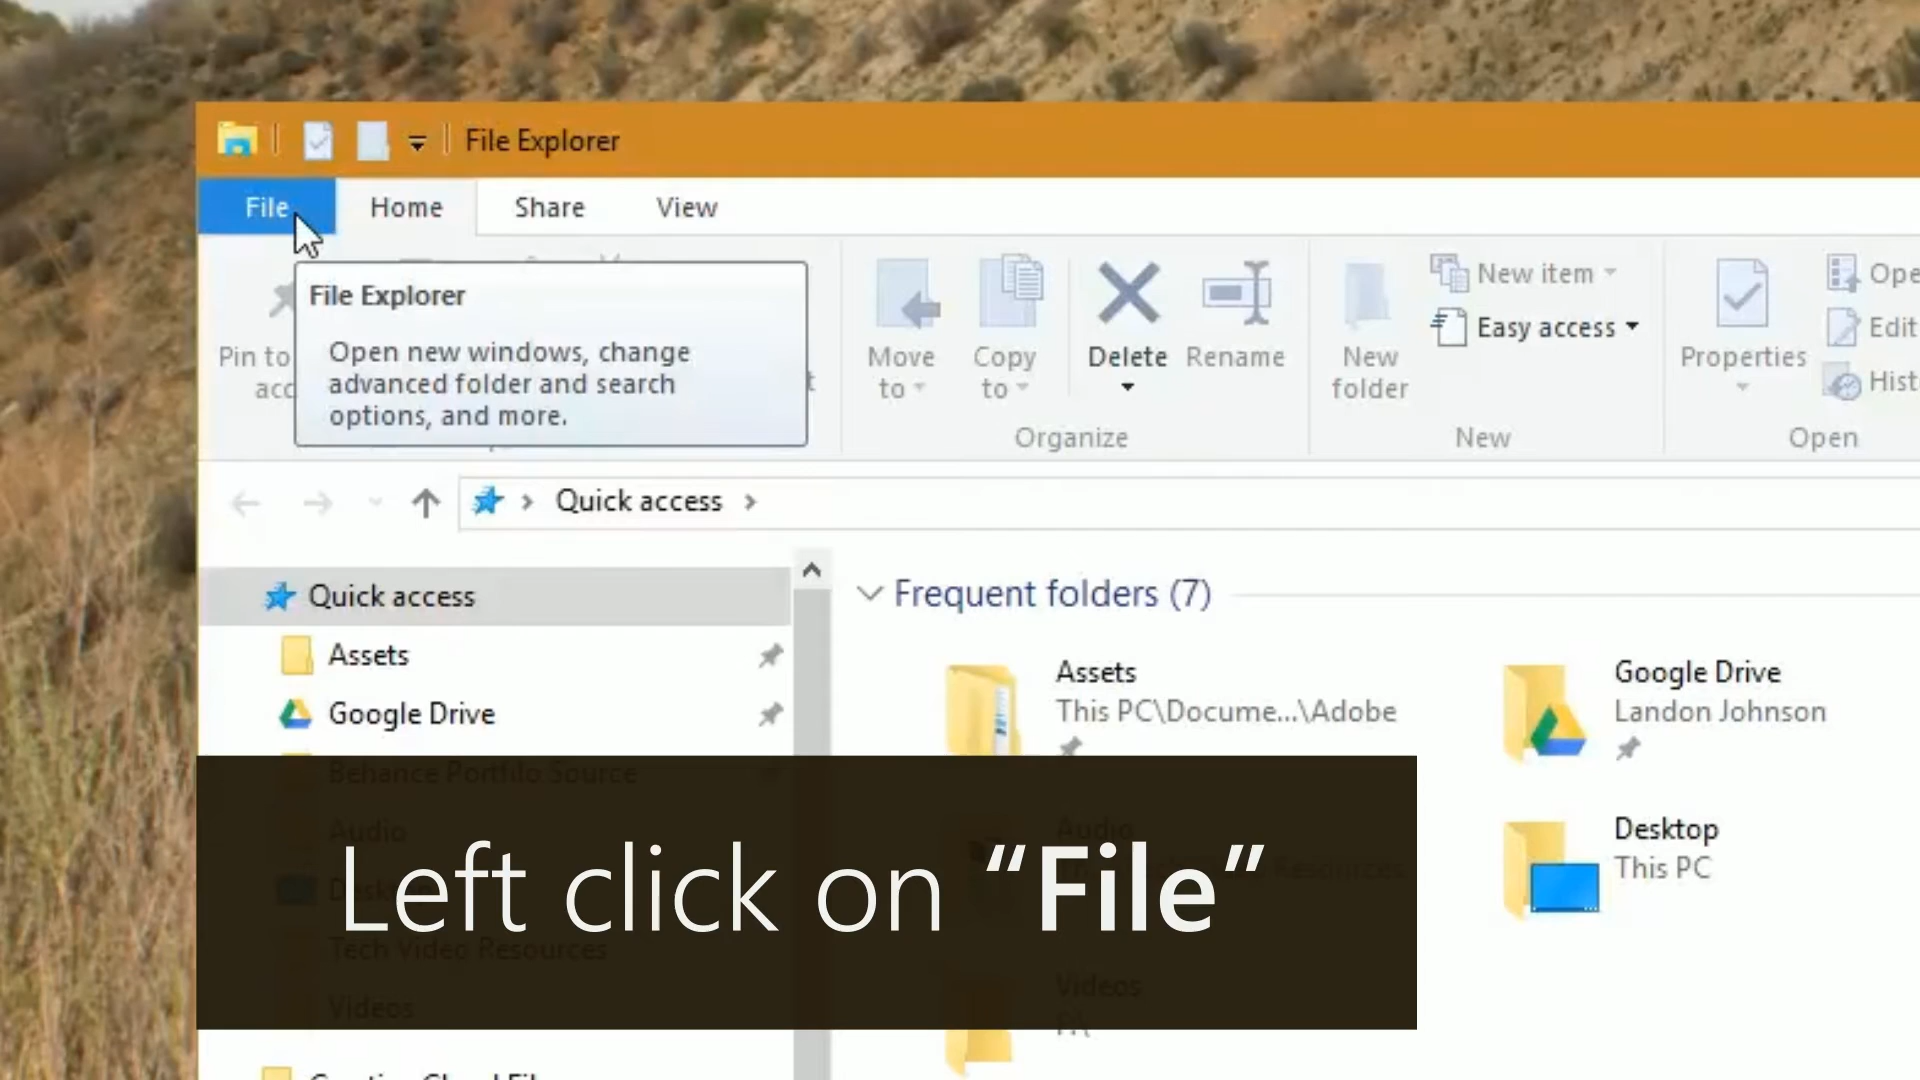 File Explorer
File
Home
Share
View
File Explorer
Open new windows, change
advanced folder and search
options, and more.
Pin to
acc
t
Move
to
Copy
to
Delete
Rename
Organize
New
folder
New item
Easy access
New
Properties
Ope
Edit
Hist
Open
Quick access
Quick access
Assets
Google Drive
Behance Portfilo Source
Audio
Desktop
Tech Video Resources
Videos
Frequent folders (7)
Assets
This PC\Docume...\Adobe
Google Drive
Landon Johnson
Audio
Resources
Desktop
This PC
Videos
Left click on “File”